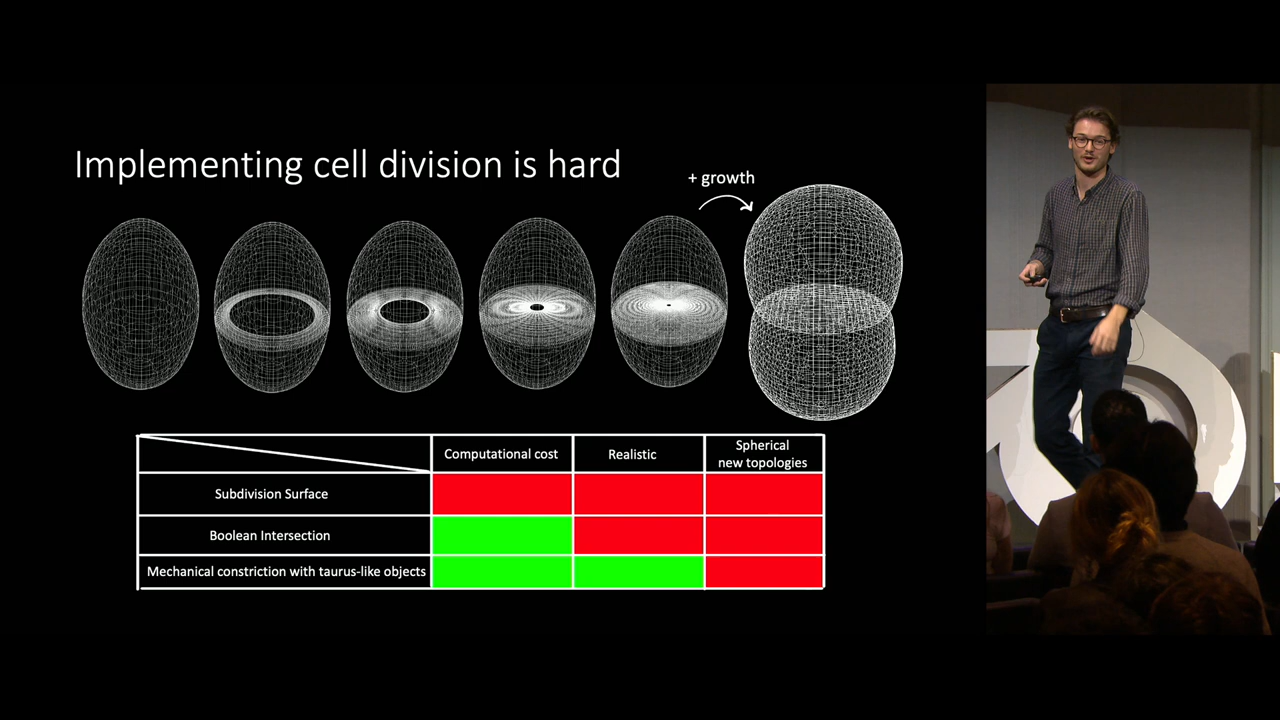 Implementing cell division is hard
+ growth
Computational cost
Realistic
Spherical
new topologies
Subdivision Surface
Boolean Intersection
Mechanical constriction with taurus-like objects